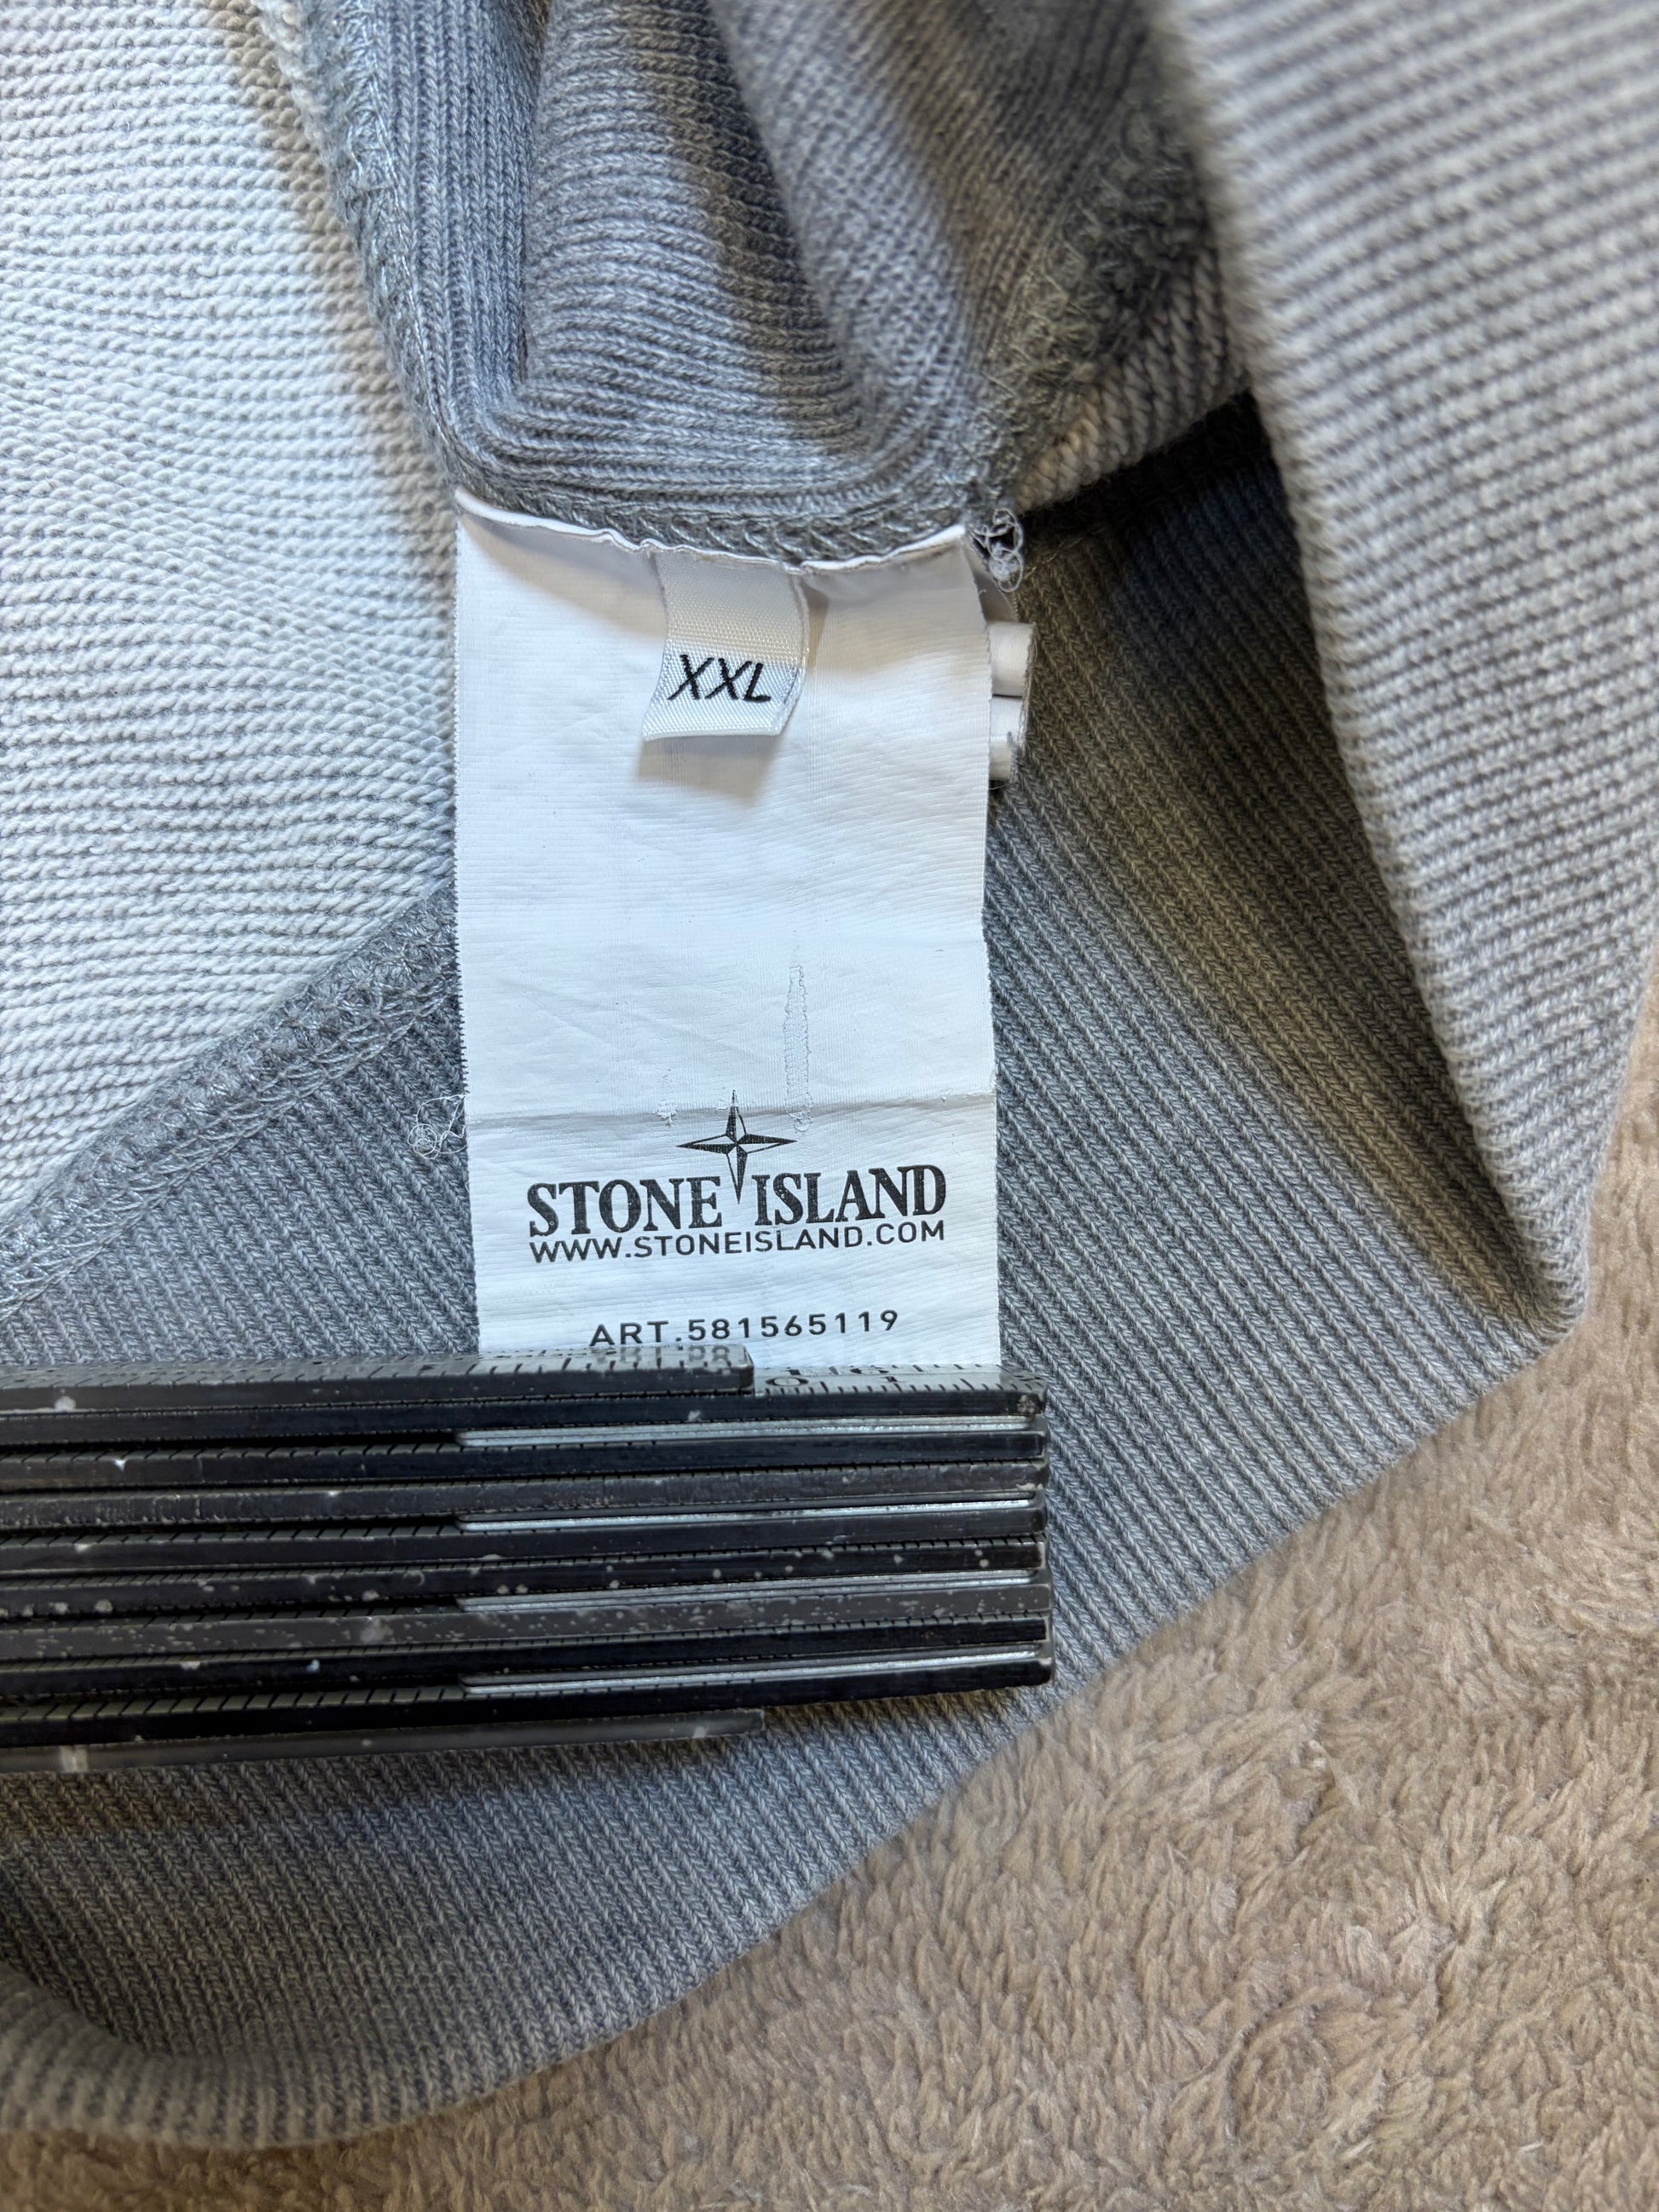 XXL
STONE ISLAND
WWW.STONEISLAND.COM
ART.581565119